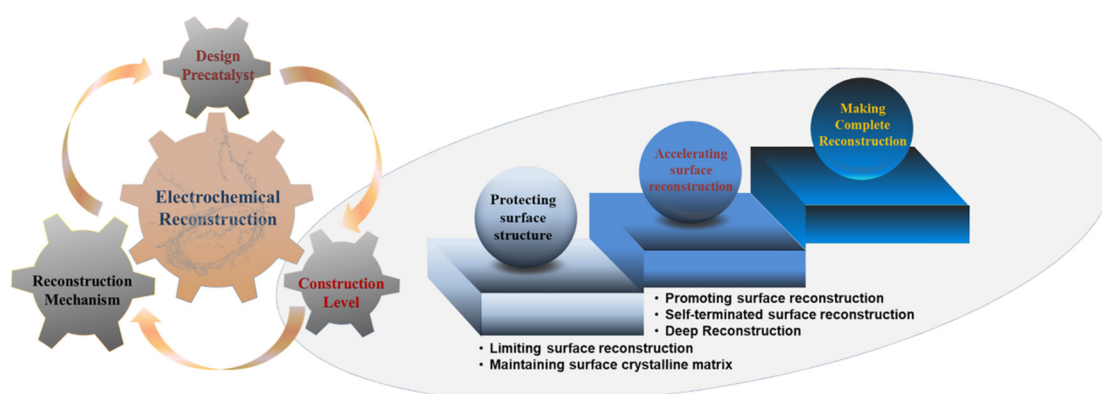 Design
Precatalyst
Electrochemical
Reconstruction
Reconstruction
Mechanism
Construction
Level
Protecting
surface
structure
Accelerating
surface
reconstruction
Making
Complete
Reconstruction
• Limiting surface reconstruction
• Maintaining surface crystalline matrix
• Promoting surface reconstruction
• Self-terminated surface reconstruction
• Deep Reconstruction